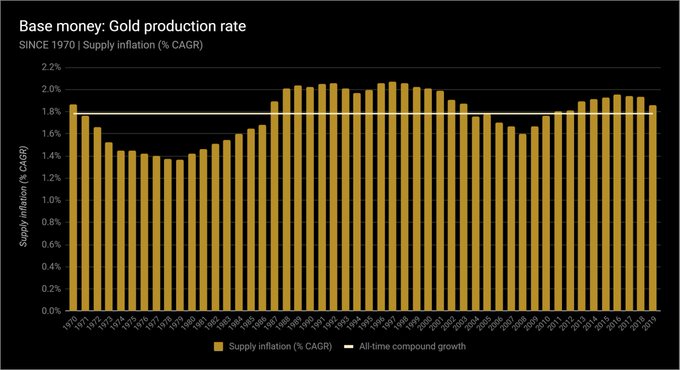 Base money: Gold production rate
SINCE 1970 | Supply inflation (% CAGR)
2.2%
2.0%
1.8%
1.6%
1.4%
1.2%
1.0%
0.8%
0.6%
0.4%
0.2%
0.0%
Supply inflation (% CAGR)
1970 1971 1972 1973 1974 1975 1976 1977 1978 1979 1980 1981 1982 1983 1984 1985 1986 1987 1988 1989 1990 1991 1992 1993 1994 1995 1996 1997 1998 1999 2000 2001 2002 2003 2004 2005 2006 2007 2008 2009 2010 2011 2012 2013 2014 2015 2016 2017 2018 2019
Supply inflation (% CAGR) All-time compound growth